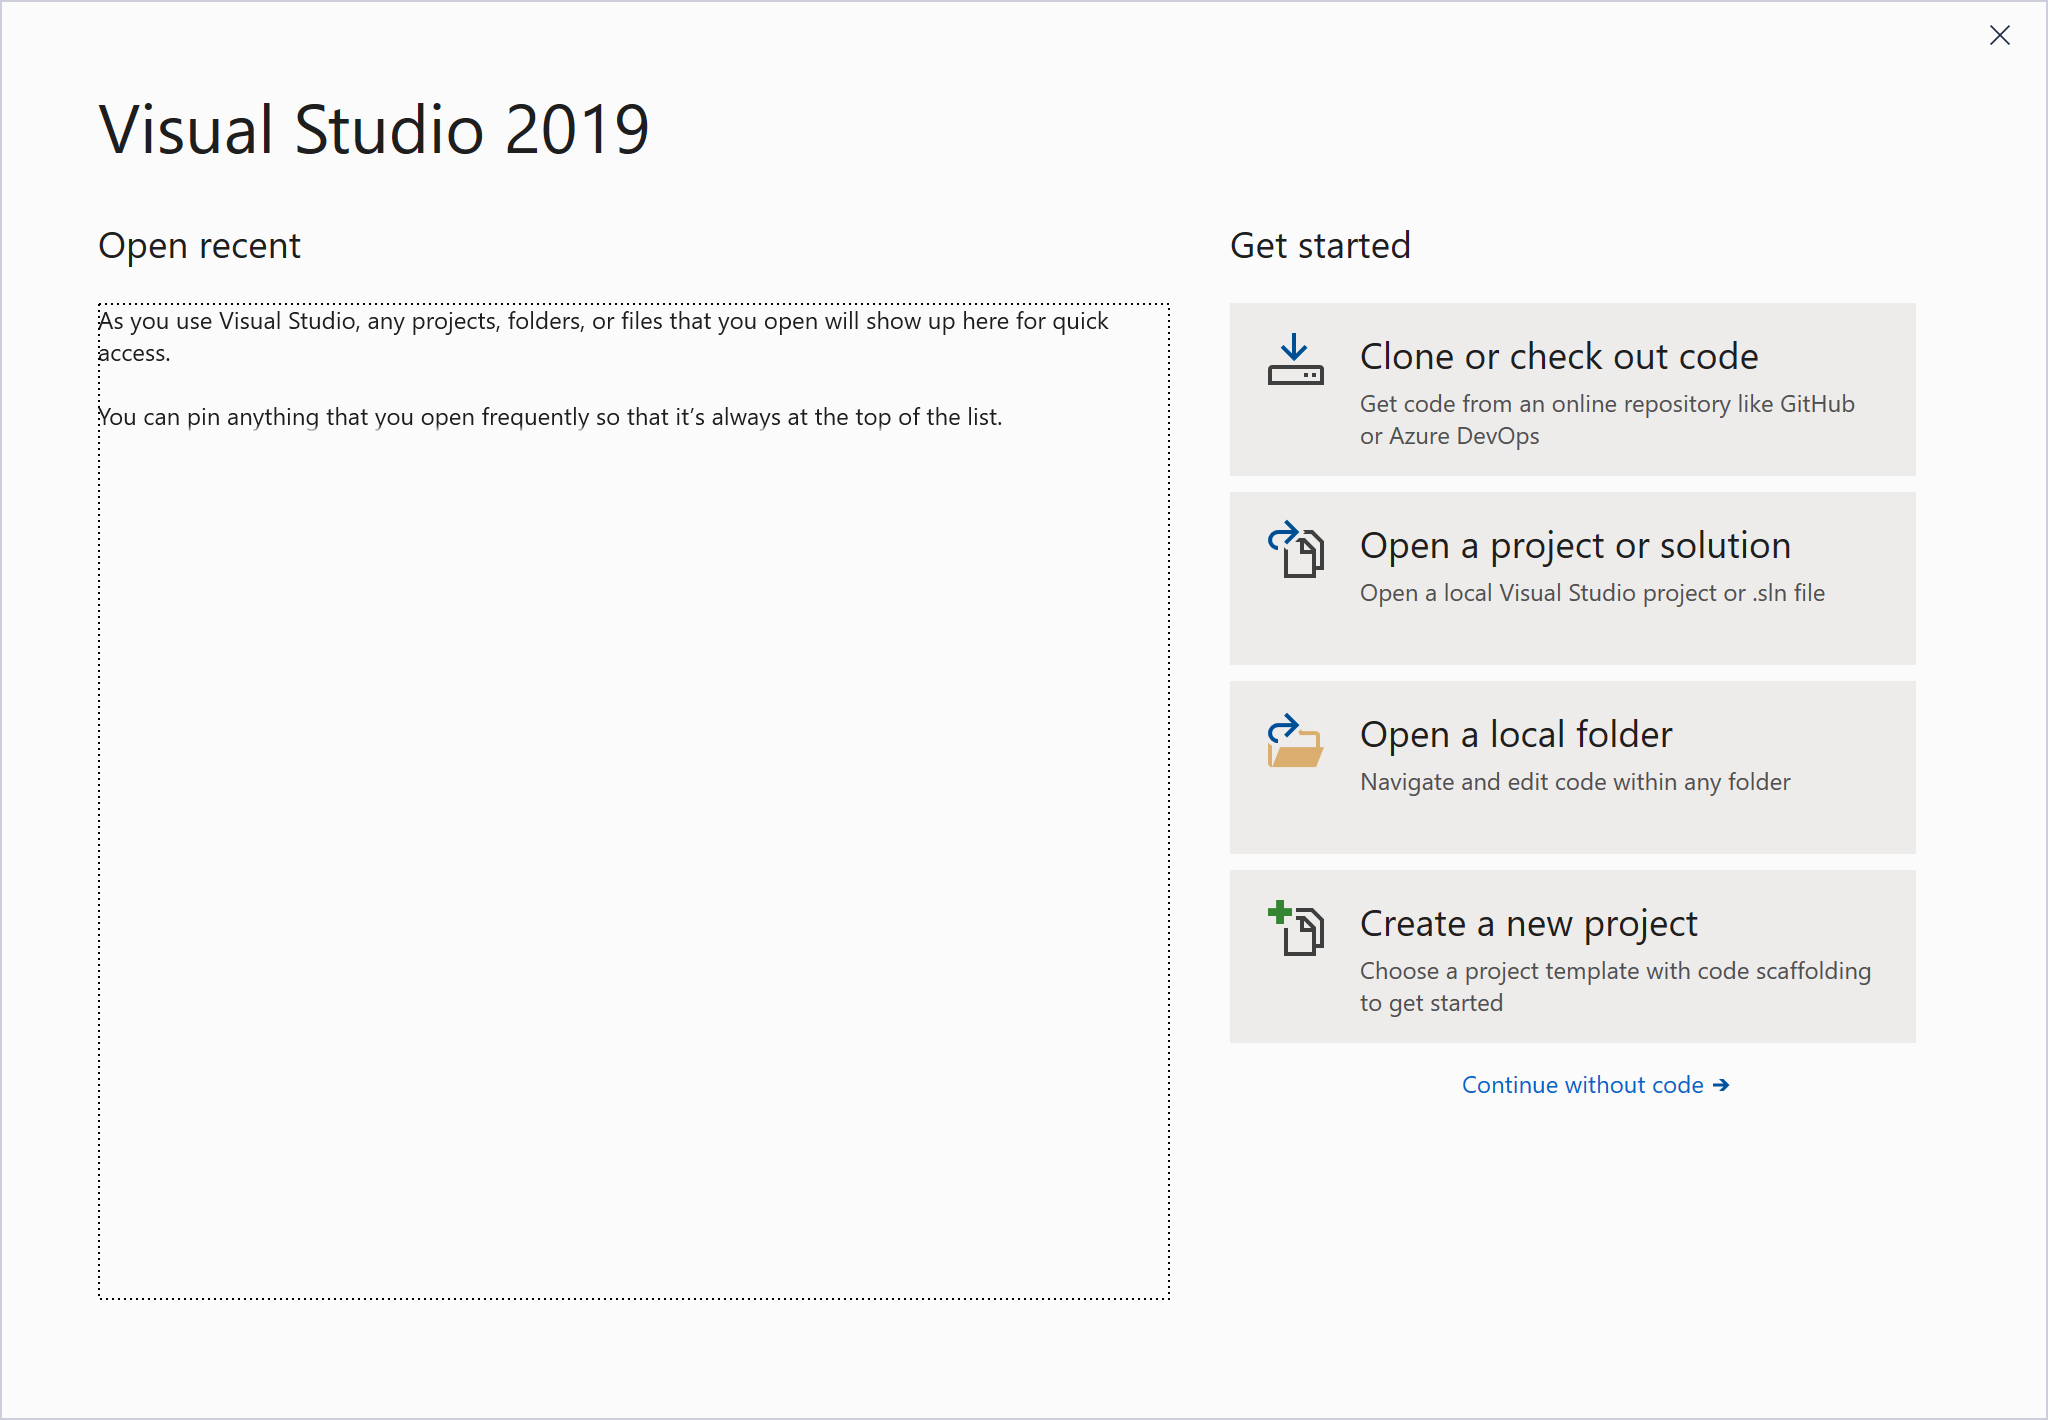 Visual Studio 2019
Open recent
As you use Visual Studio, any projects, folders, or files that you open will show up here for quick
access.
You can pin anything that you open frequently so that it’s always at the top of the list.
Get started
Clone or check out code
Get code from an online repository like GitHub
or Azure DevOps
Open a project or solution
Open a local Visual Studio project or .sln file
Open a local folder
Navigate and edit code within any folder
Create a new project
Choose a project template with code scaffolding
to get started
Continue without code